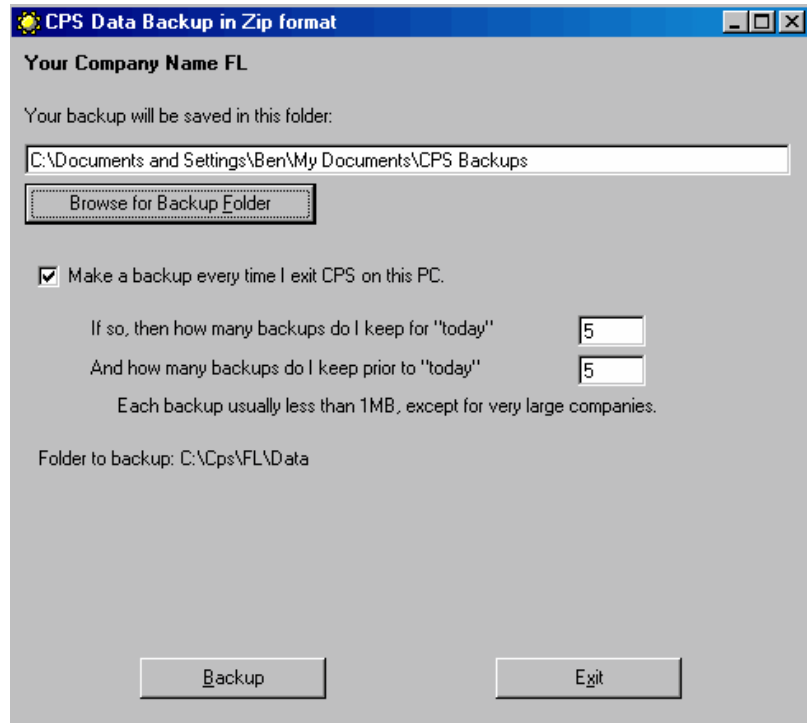 CPS Data Backup in Zip format
Your Company Name FL
Your backup will be saved in this folder:
C:\Documents and Settings\Ben\My Documents\CPS Backups
Browse for Backup Folder
Make a backup every time I exit CPS on this PC.
If so, then how many backups do I keep for "today" 5
And how many backups do I keep prior to "today" 5
Each backup usually less than 1MB, except for very large companies.
Folder to backup: C:\Cps\FL\Data
Backup Exit